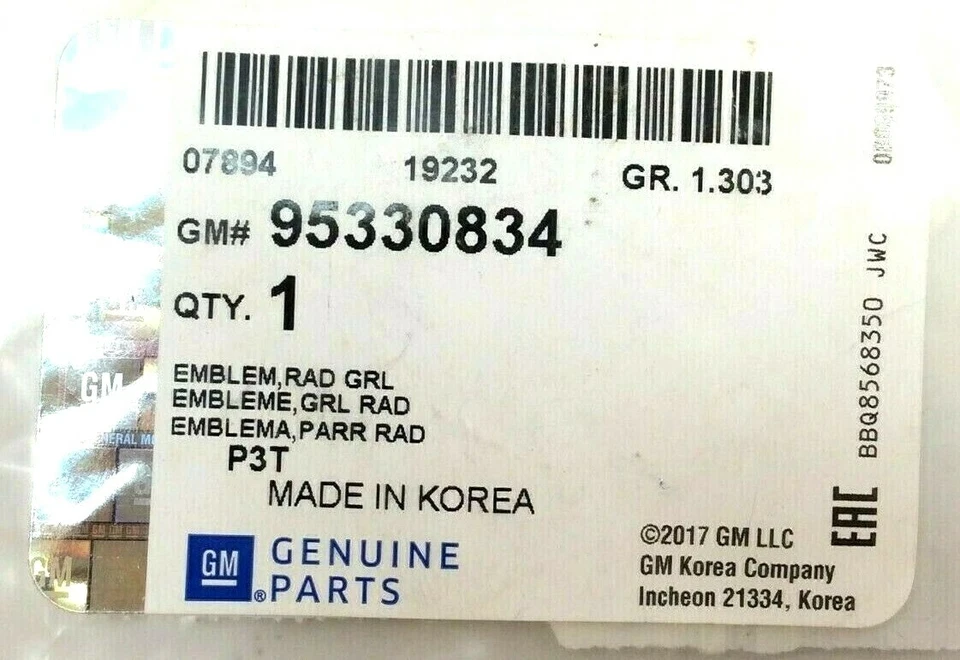 07894 19232 GR. 1.303
GM# 95330834
QTY. 1
EMBLEM,RAD GRL
EMBLEME,GRL RAD
EMBLEMA,PARR RAD
P3T
MADE IN KOREA
GM
® GENUINE
PARTS
©2017 GM LLC
GM Korea Company
Incheon 21334, Korea
BBQ8568350 JWC
EAC
GM